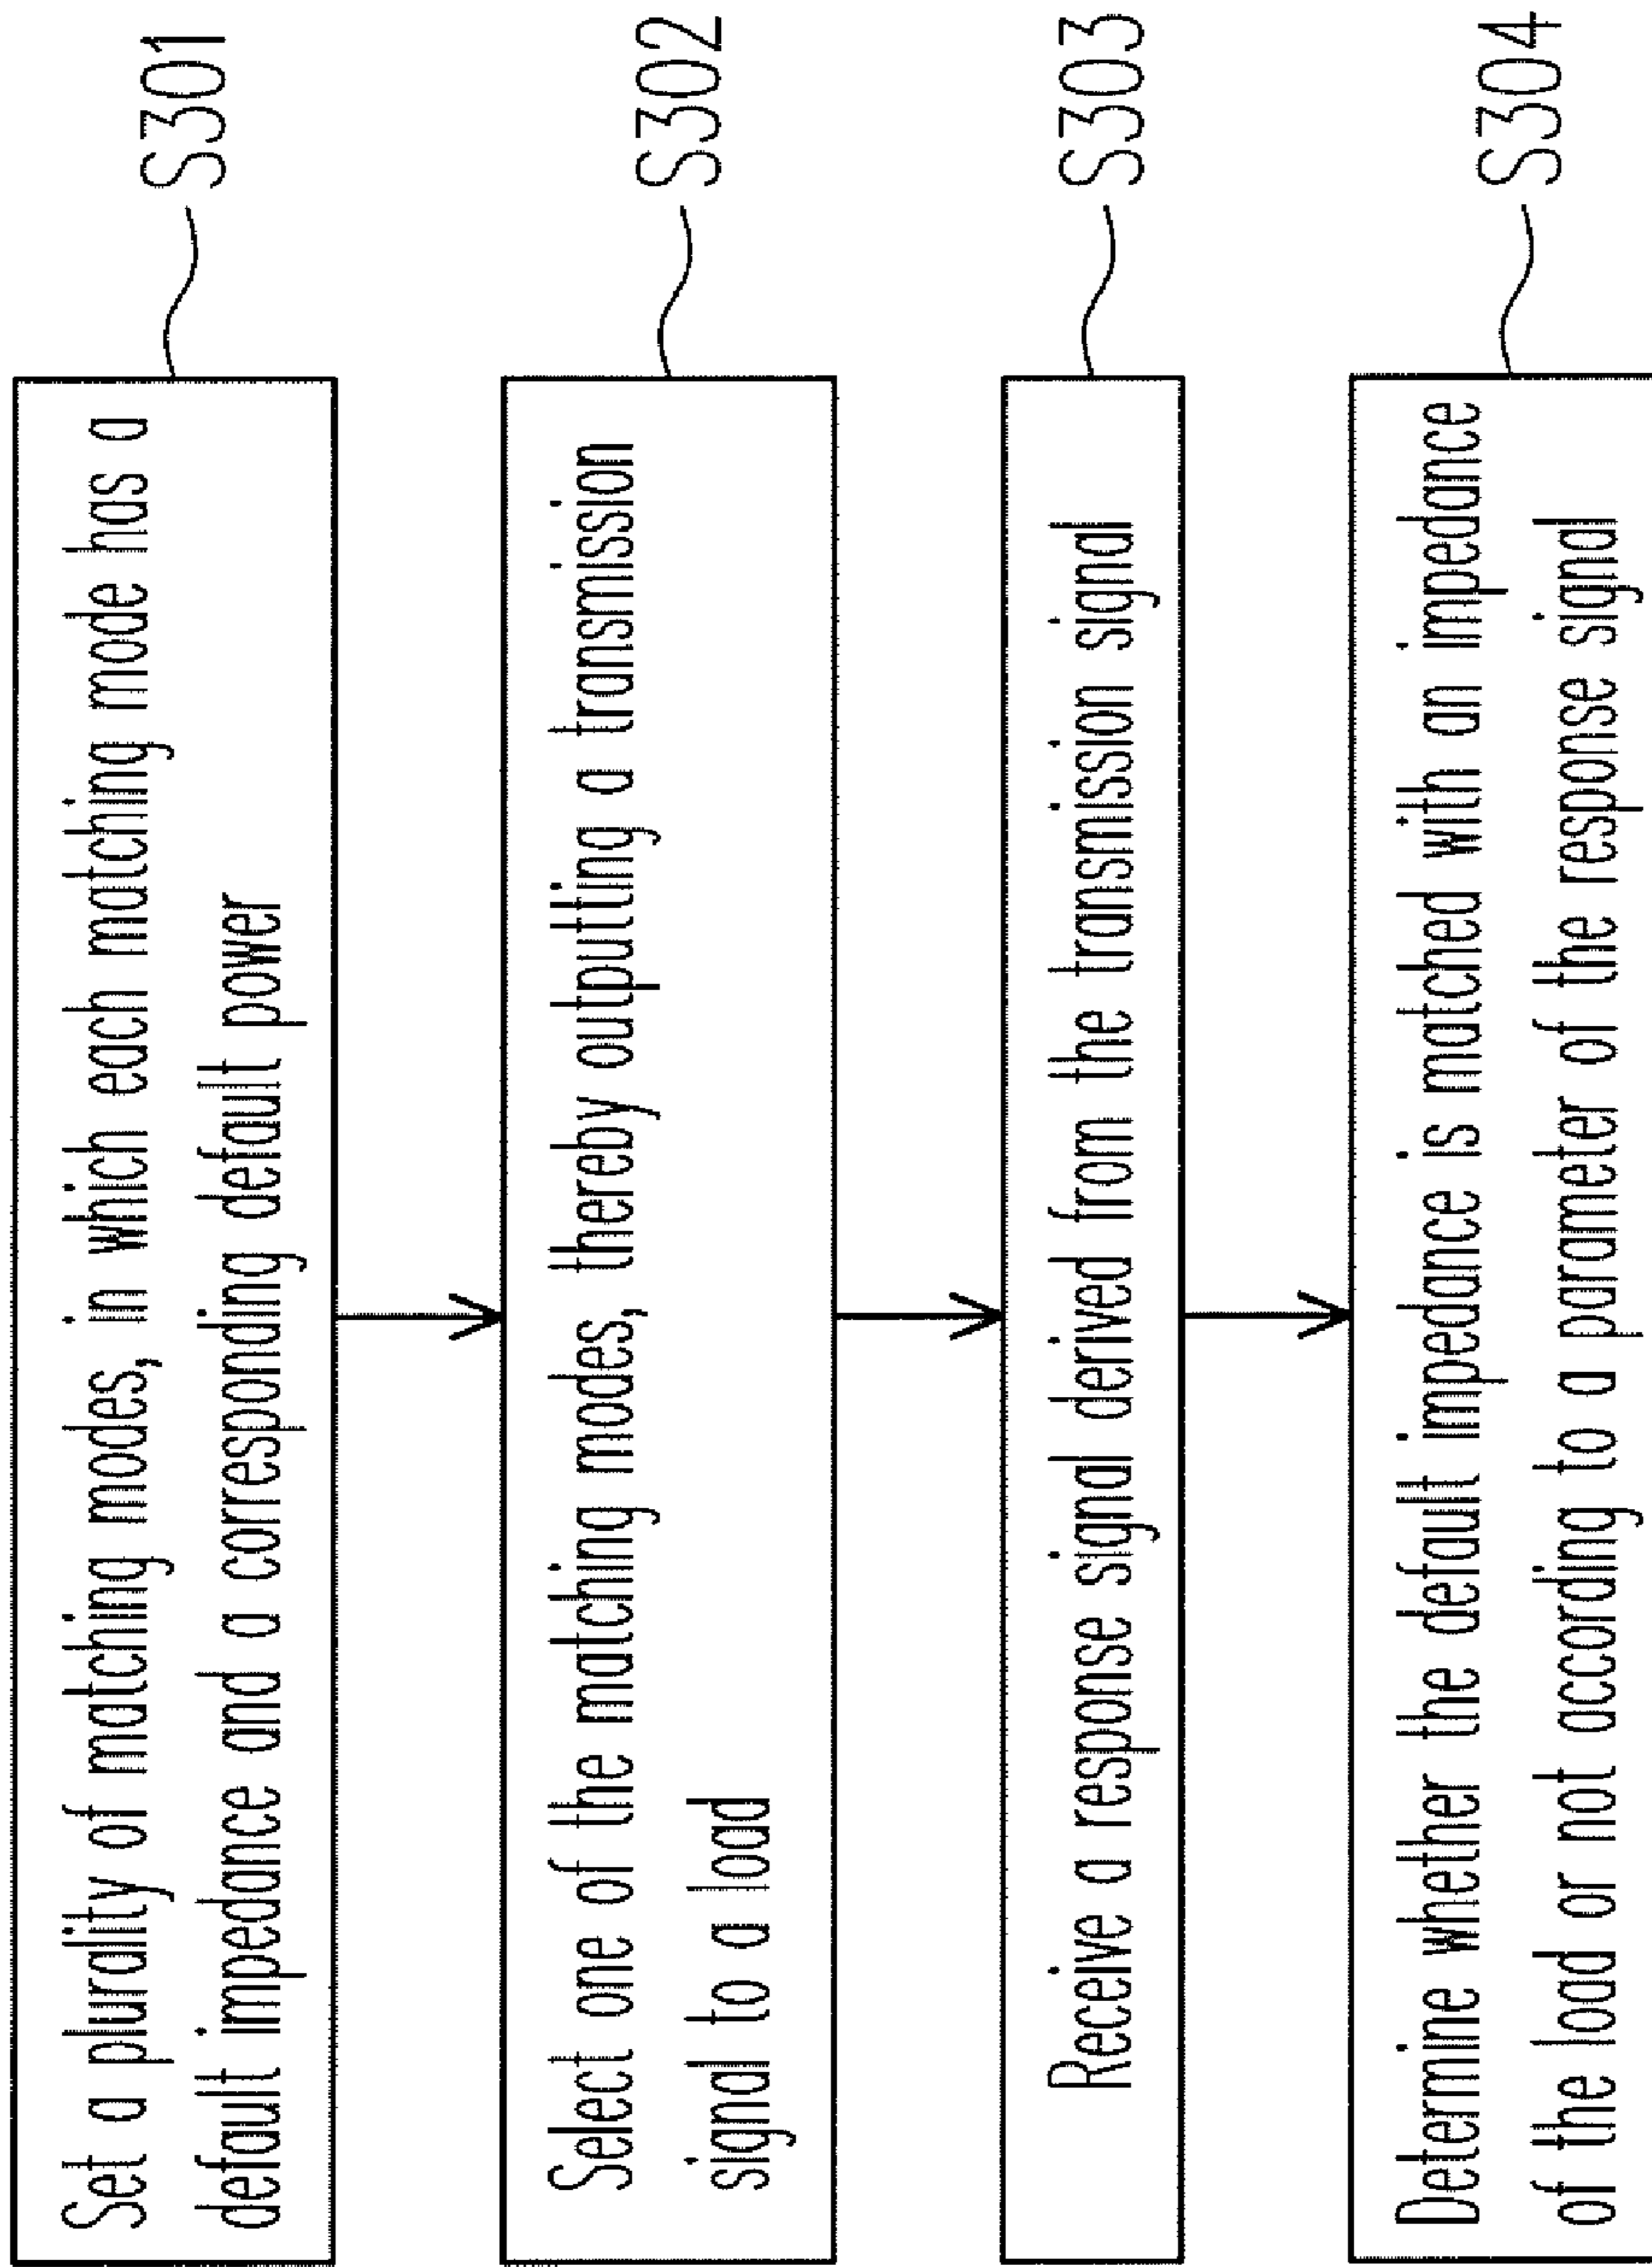 Set a plurality of matching modes, in which each matching mode has a
default impedance and a corresponding default power
S301
Select one of the matching modes, thereby outputting a transmission
signal to a load
S302
Receive a response signal derived from the transmission signal
S303
Determine whether the default impedance is matched with an impedance
of the load or not according to a parameter of the response signal
S304